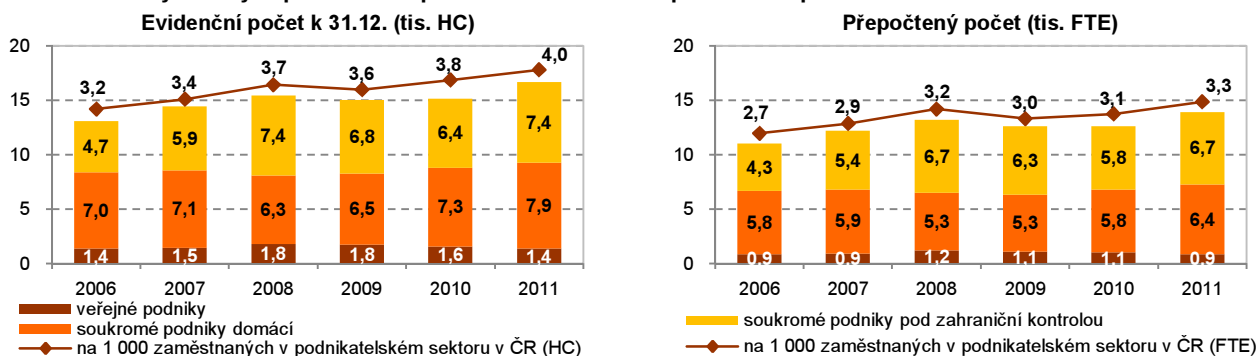 Evidenční počet k 31.12. (tis. HC)
20
15
10
5
0
3,2 3,4 3,7 3,6 3,8 4,0
4,7 5,9 7,4 6,8 6,4 7,4
7,0 7,1 6,3 6,5 7,3 7,9
1,4 1,5 1,8 1,8 1,6 1,4
2006 2007 2008 2009 2010 2011
veřejné podniky
soukromé podniky domácí
na 1 000 zaměstnaných v podnikatelském sektoru v ČR (HC)
Přepočtený počet (tis. FTE)
20
15
10
5
0
2,7 2,9 3,2 3,0 3,1 3,3
4,3 5,4 6,7 6,3 5,8 6,7
5,8 5,9 5,3 5,3 5,8 6,4
0,9 0,9 1,2 1,1 1,1 0,9
2006 2007 2008 2009 2010 2011
soukromé podniky pod zahraniční kontrolou
na 1 000 zaměstnaných v podnikatelském sektoru v ČR (FTE)